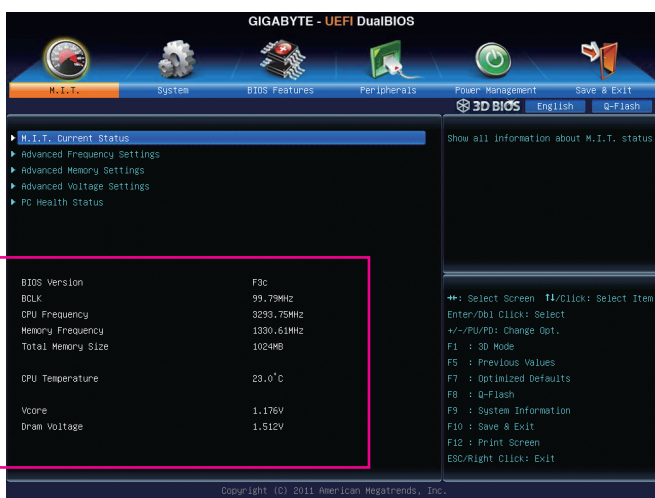 GIGABYTE - UEFI DualBIOS
M.I.T.
System
BIOS Features
Peripherals
Power Management
Save & Exit
3D BIOS
English
Q-Flash
M.I.T. Current Status
Advanced Frequency Settings
Advanced Memory Settings
Advanced Voltage Settings
PC Health Status
Show all information about M.I.T. status
BIOS Version F3c
BCLK 99.79MHz
CPU Frequency 3293.75MHz
Memory Frequency 1330.61MHz
Total Memory Size 1024MB
CPU Temperature 23.0°C
Vcore 1.176V
Dram Voltage 1.512V
→←: Select Screen ↑↓/Click: Select Item
Enter/Dbl Click: Select
+/-/PU/PD: Change Opt.
F1 : 3D Mode
F5 : Previous Values
F7 : Optimized Defaults
F8 : Q-Flash
F9 : System Information
F10 : Save & Exit
F12 : Print Screen
ESC/Right Click: Exit
Copyright (C) 2011 American Megatrends, Inc.